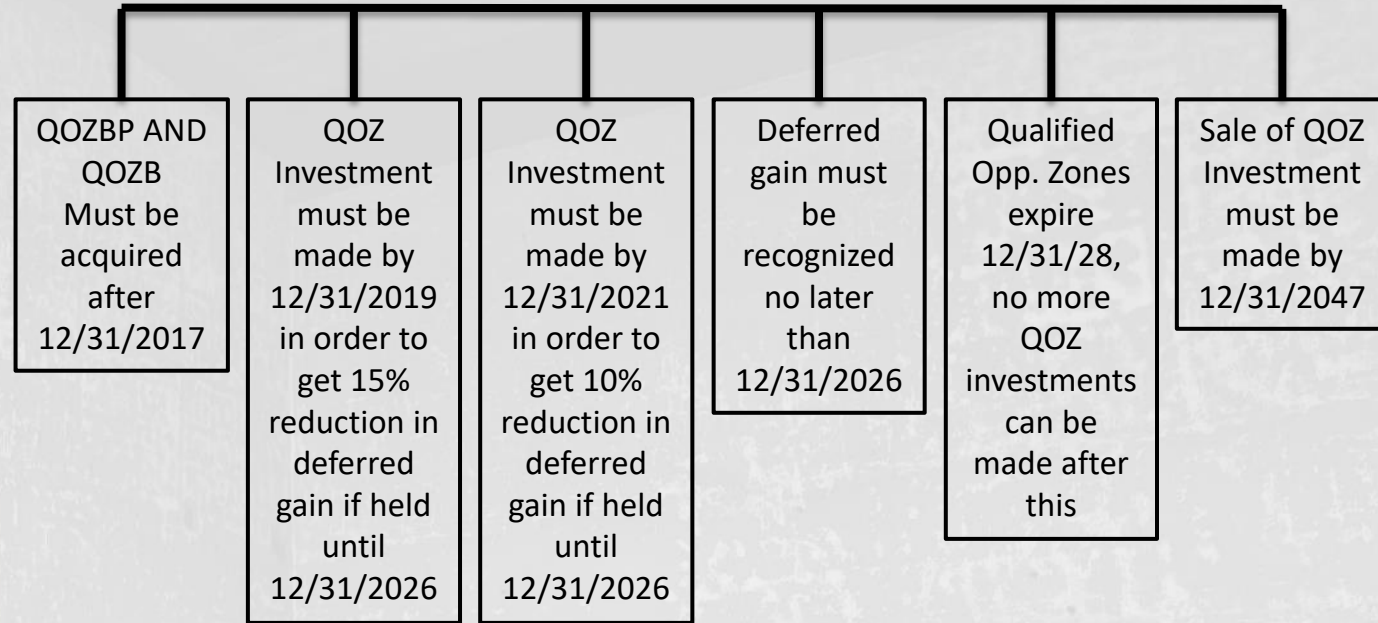 QOZBP AND
QOZB
Must be
acquired
after
12/31/2017
QOZ
Investment
must be
made by
12/31/2019
in order to
get 15%
reduction in
deferred
gain if held
until
12/31/2026
QOZ
Investment
must be
made by
12/31/2021
in order to
get 10%
reduction in
deferred
gain if held
until
12/31/2026
Deferred
gain must
be
recognized
no later
than
12/31/2026
Qualified
Opp. Zones
expire
12/31/28,
no more
QOZ
investments
can be
made after
this
Sale of QOZ
Investment
must be
made by
12/31/2047